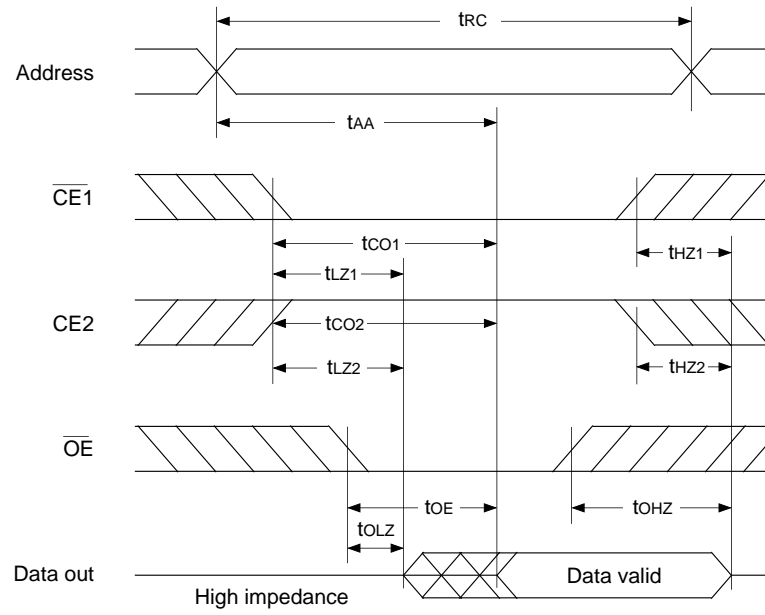 tRC
Address
tAA
CE1
tCO1
tHZ1
tLZ1
CE2
tCO2
tLZ2
tHZ2
OE
tOE
tOHZ
tOLZ
Data out
Data valid
High impedance